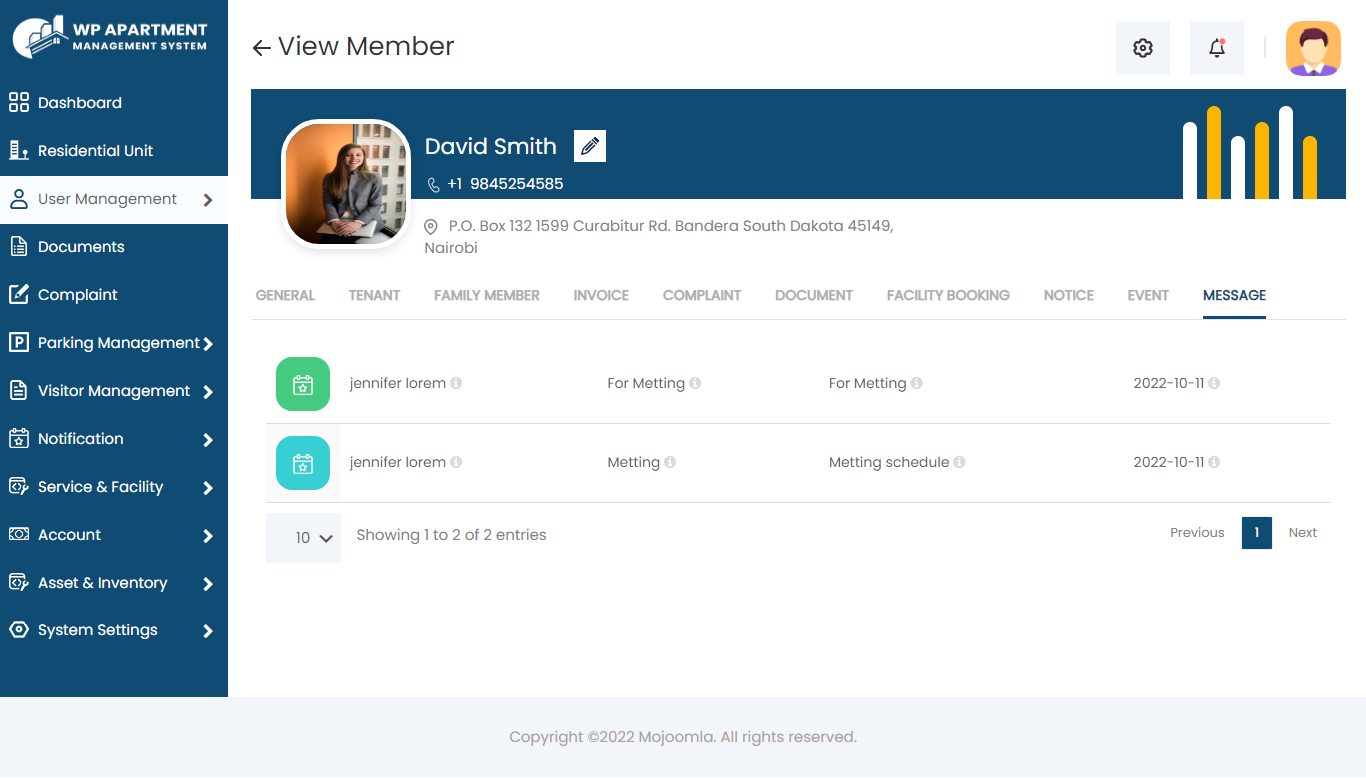 WP APARTMENT
MANAGEMENT SYSTEM
Dashboard
Residential Unit
User Management
Documents
Complaint
Parking Management
Visitor Management
Notification
Service & Facility
Account
Asset & Inventory
System Settings
View Member
David Smith
+1 9845254585
P.O. Box 132 1599 Curabitur Rd. Bandera South Dakota 45149,
Nairobi
GENERAL TENANT FAMILY MEMBER INVOICE COMPLAINT DOCUMENT FACILITY BOOKING NOTICE EVENT MESSAGE
jennifer lorem For Metting For Metting 2022-10-11
jennifer lorem Metting Metting schedule 2022-10-11
10 Showing 1 to 2 of 2 entries Previous 1 Next
Copyright ©2022 Mojoomla. All rights reserved.